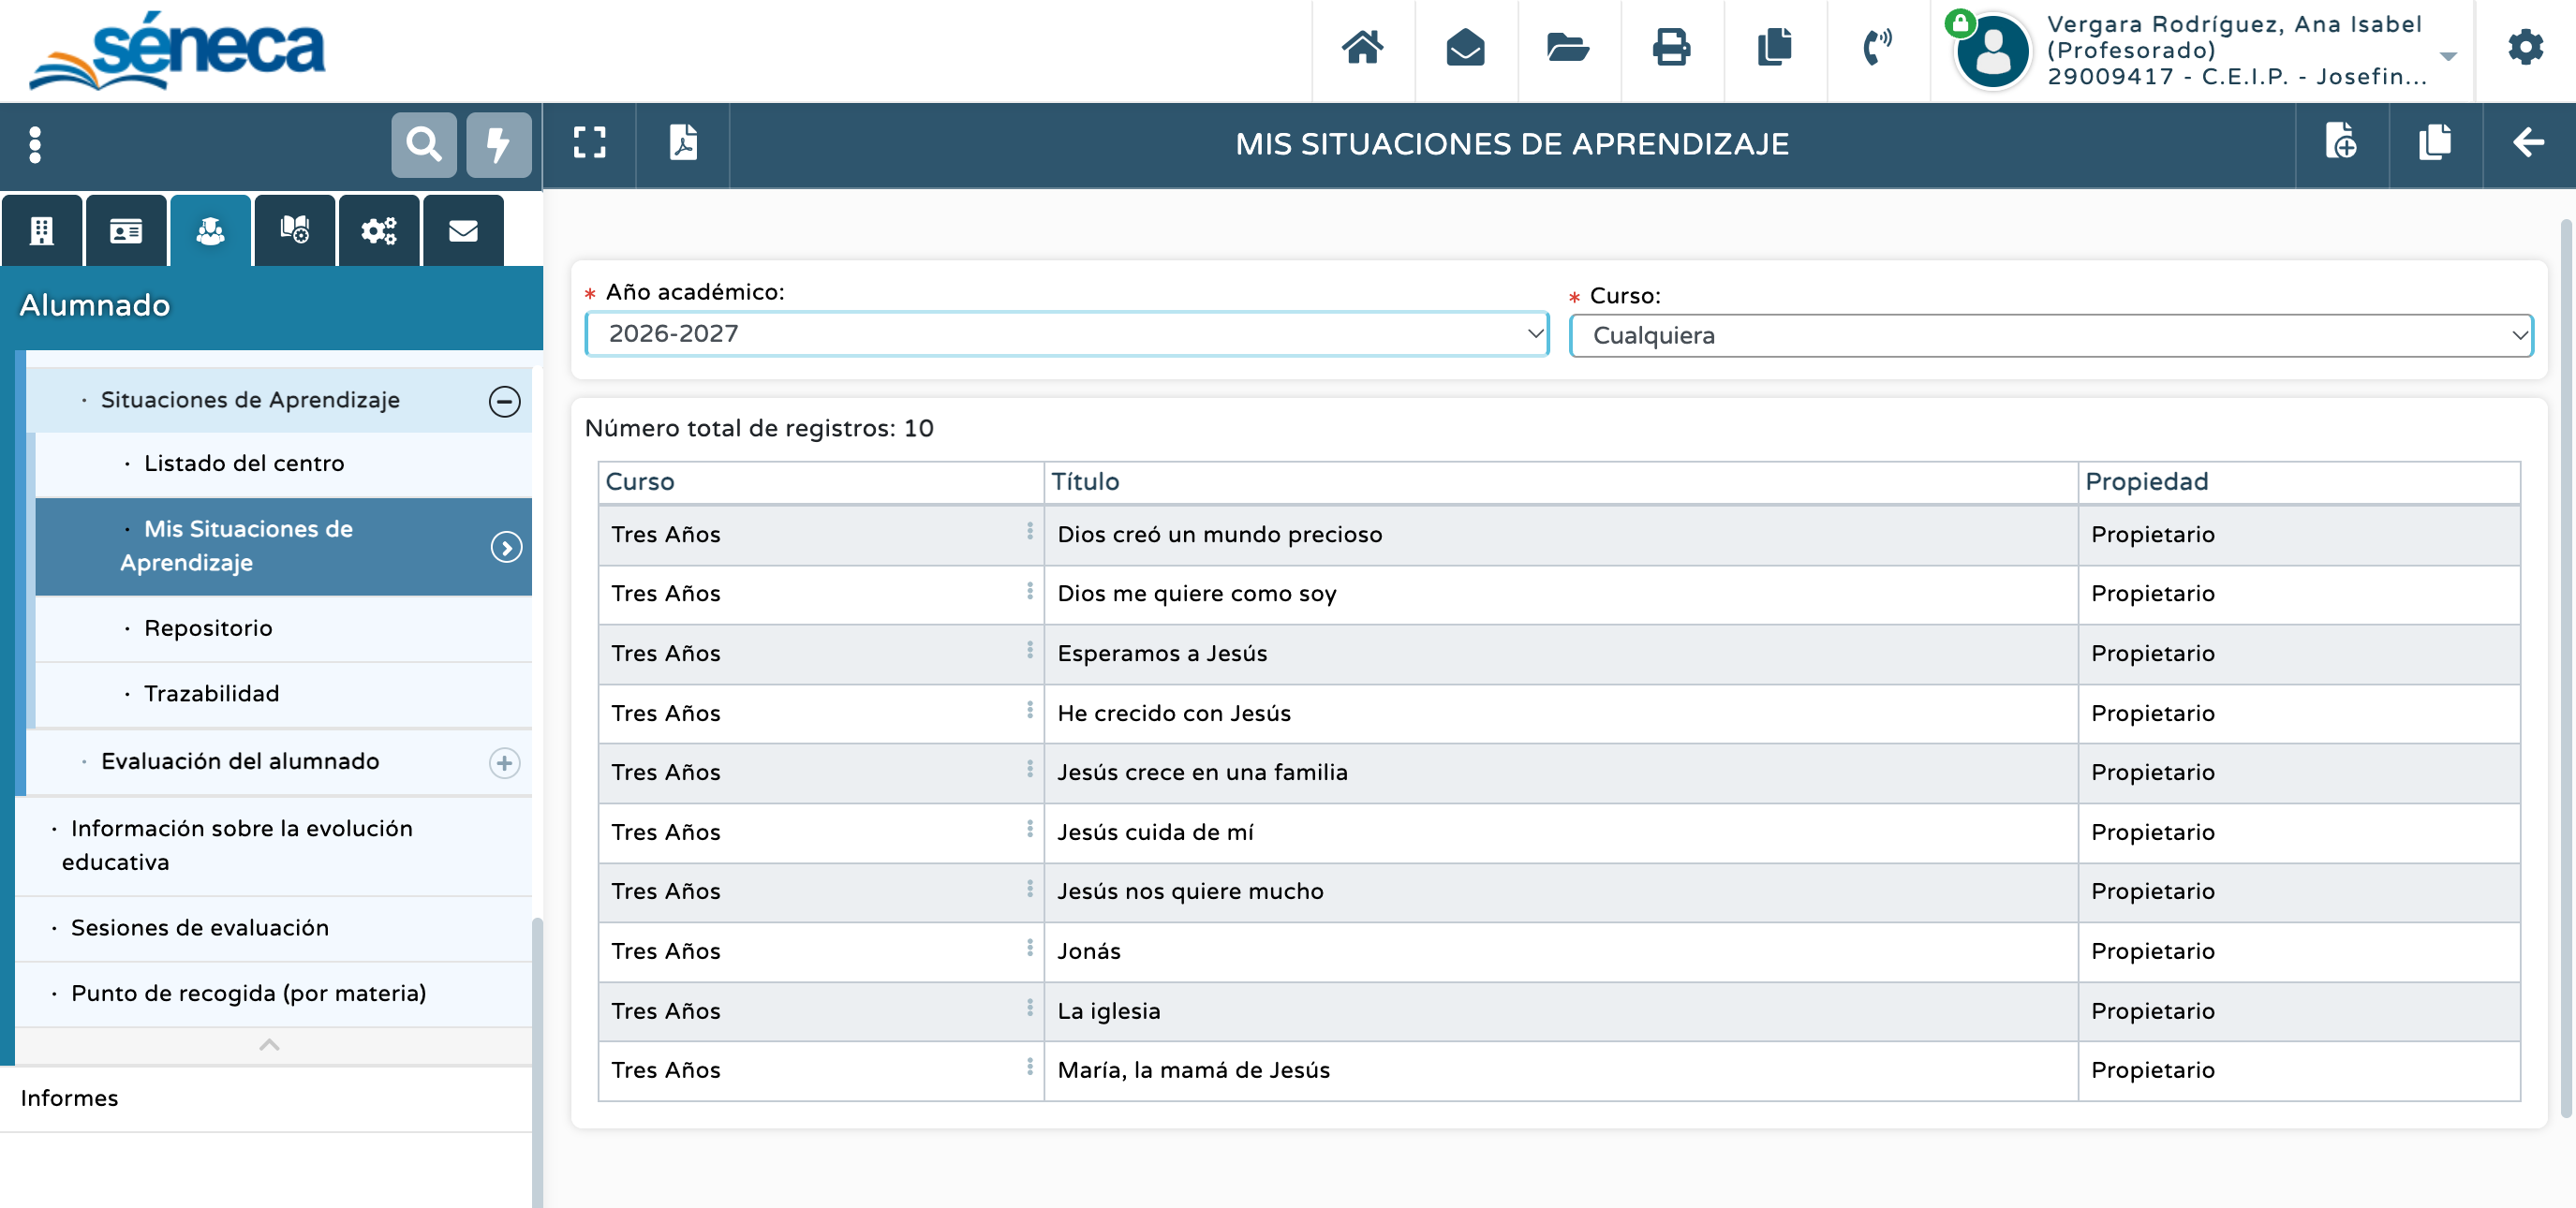 séneca
Vergara Rodríguez, Ana Isabel
(Profesorado)
29009417 - C.E.I.P. - Josefin...
MIS SITUACIONES DE APRENDIZAJE
Alumnado
· Situaciones de Aprendizaje
· Listado del centro
· Mis Situaciones de
Aprendizaje
· Repositorio
· Trazabilidad
· Evaluación del alumnado
· Información sobre la evolución
educativa
· Sesiones de evaluación
· Punto de recogida (por materia)
Informes
* Año académico:
2026-2027
* Curso:
Cualquiera
Número total de registros: 10
Curso Título Propiedad
Tres Años Dios creó un mundo precioso Propietario
Tres Años Dios me quiere como soy Propietario
Tres Años Esperamos a Jesús Propietario
Tres Años He crecido con Jesús Propietario
Tres Años Jesús crece en una familia Propietario
Tres Años Jesús cuida de mí Propietario
Tres Años Jesús nos quiere mucho Propietario
Tres Años Jonás Propietario
Tres Años La iglesia Propietario
Tres Años María, la mamá de Jesús Propietario